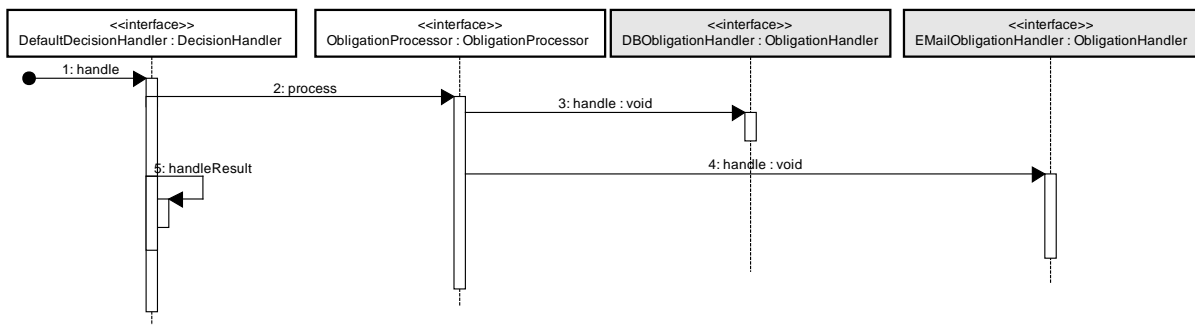 <<interface>>
DefaultDecisionHandler : DecisionHandler
<<interface>>
ObligationProcessor : ObligationProcessor
<<interface>>
DBObligationHandler : ObligationHandler
<<interface>>
EMailObligationHandler : ObligationHandler
1: handle
2: process
3: handle : void
4: handle : void
5: handleResult